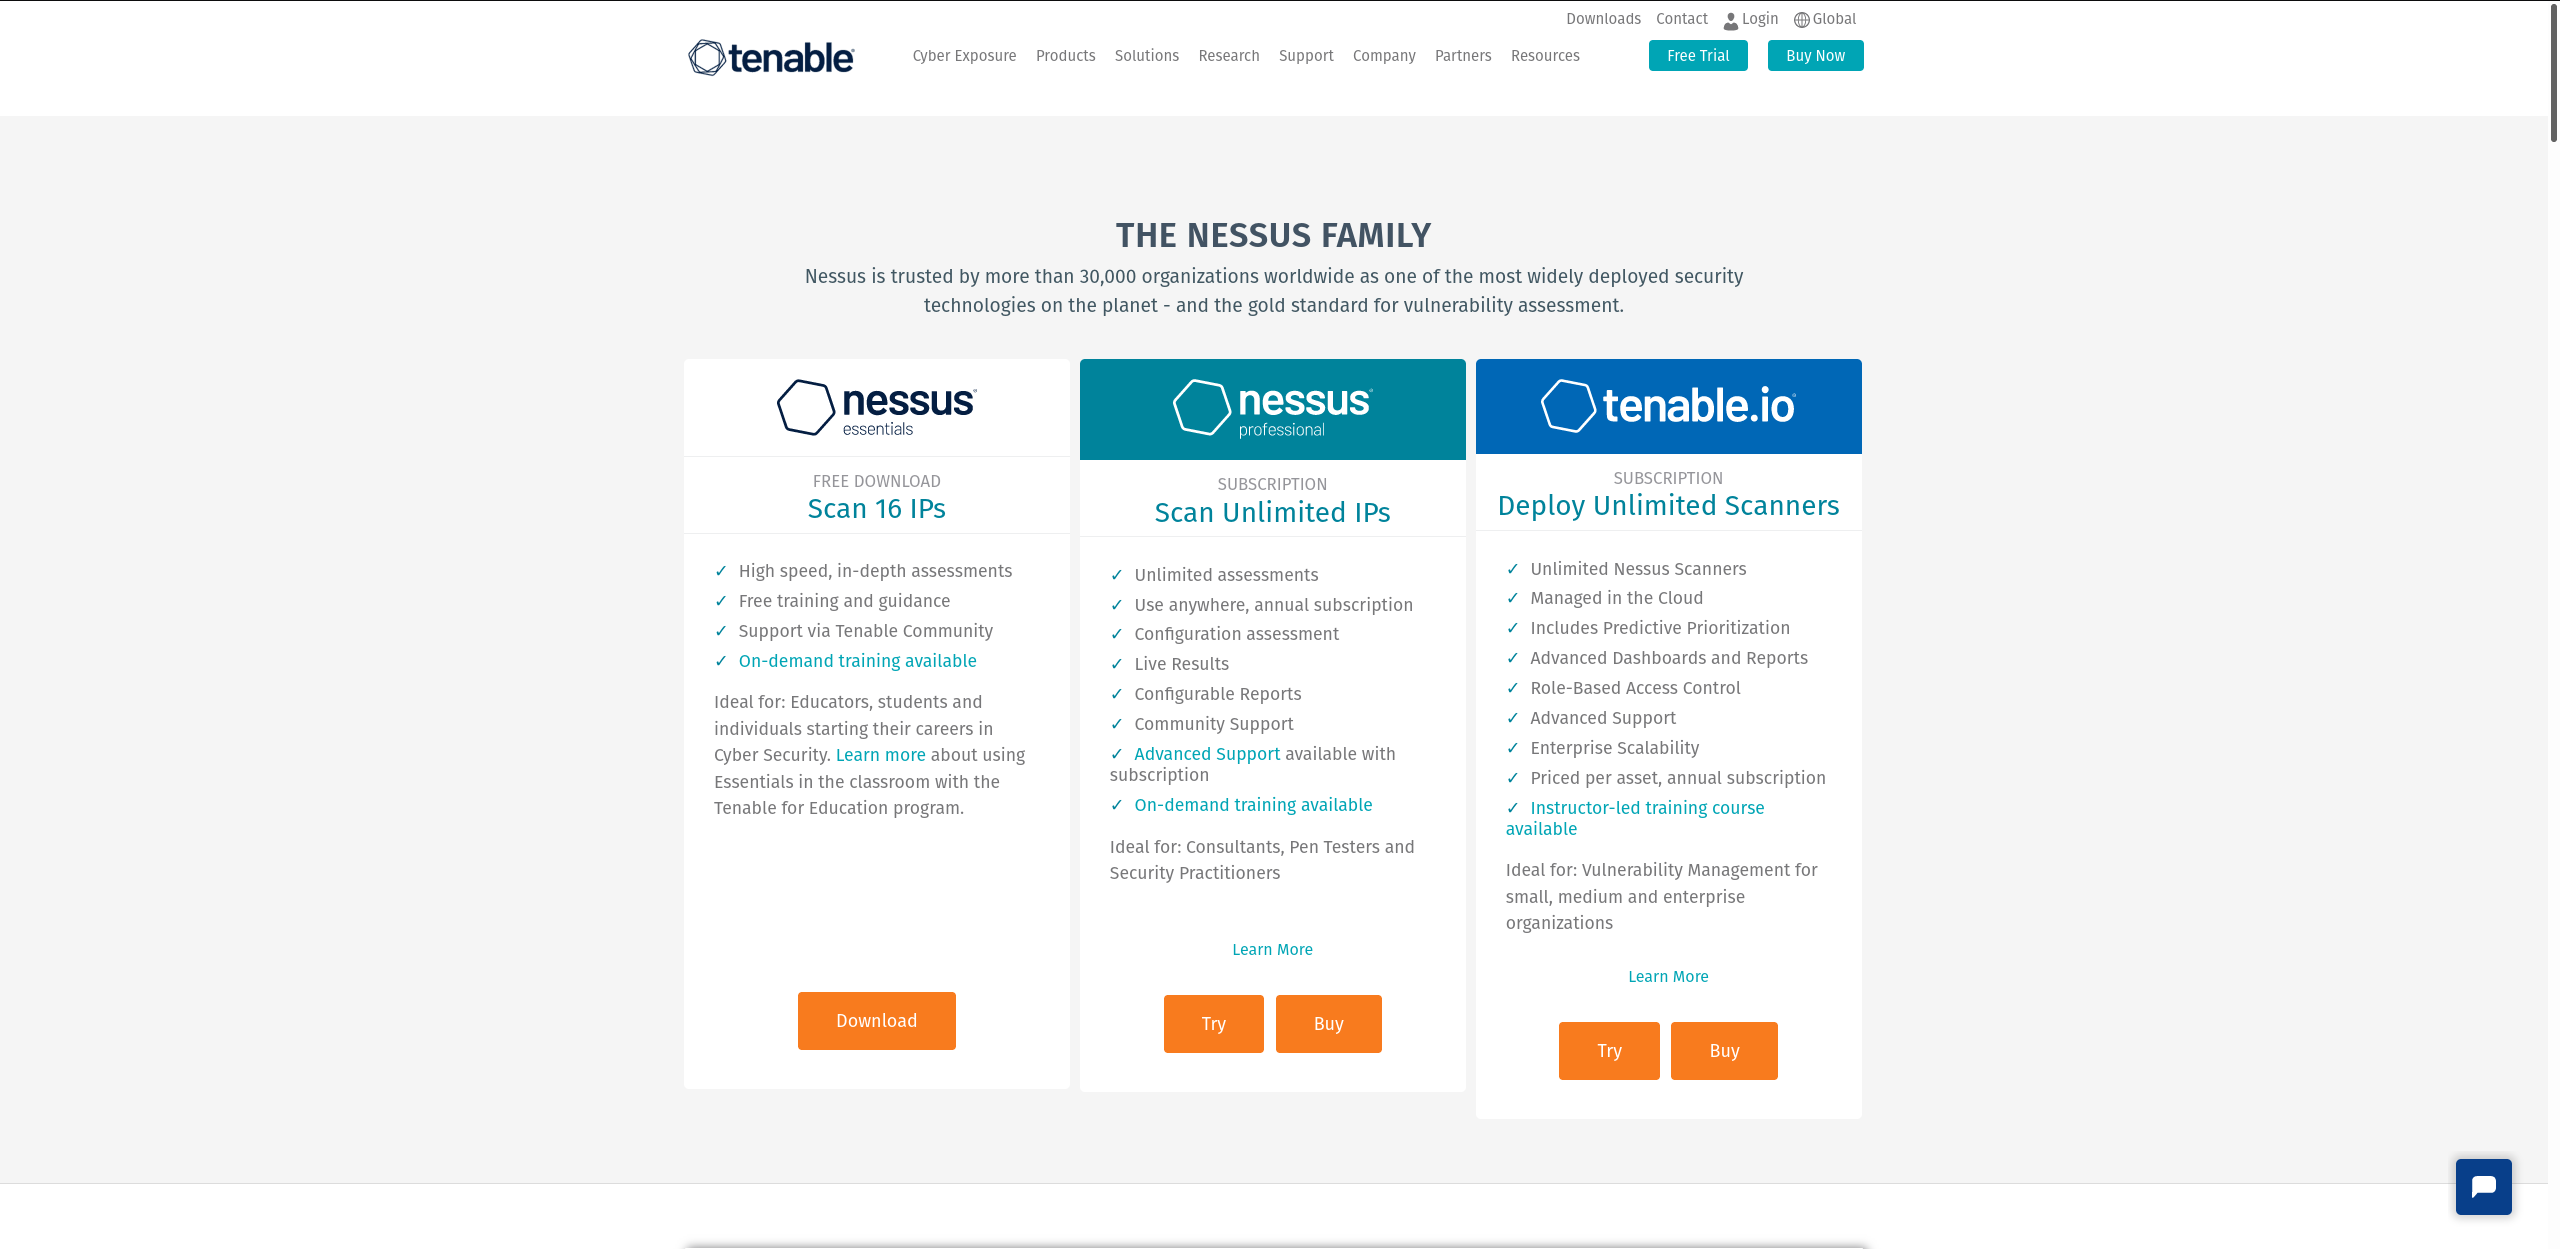 Downloads Contact Login Global
tenable
Cyber Exposure Products Solutions Research Support Company Partners Resources Free Trial Buy Now
THE NESSUS FAMILY
Nessus is trusted by more than 30,000 organizations worldwide as one of the most widely deployed security
technologies on the planet - and the gold standard for vulnerability assessment.
nessus
essentials
FREE DOWNLOAD
Scan 16 IPs
✓ High speed, in-depth assessments
✓ Free training and guidance
✓ Support via Tenable Community
✓ On-demand training available
Ideal for: Educators, students and
individuals starting their careers in
Cyber Security. Learn more about using
Essentials in the classroom with the
Tenable for Education program.
Download
nessus
professional
SUBSCRIPTION
Scan Unlimited IPs
✓ Unlimited assessments
✓ Use anywhere, annual subscription
✓ Configuration assessment
✓ Live Results
✓ Configurable Reports
✓ Community Support
✓ Advanced Support available with
subscription
✓ On-demand training available
Ideal for: Consultants, Pen Testers and
Security Practitioners
Learn More
Try Buy
tenable.io
SUBSCRIPTION
Deploy Unlimited Scanners
✓ Unlimited Nessus Scanners
✓ Managed in the Cloud
✓ Includes Predictive Prioritization
✓ Advanced Dashboards and Reports
✓ Role-Based Access Control
✓ Advanced Support
✓ Enterprise Scalability
✓ Priced per asset, annual subscription
✓ Instructor-led training course
available
Ideal for: Vulnerability Management for
small, medium and enterprise
organizations
Learn More
Try Buy